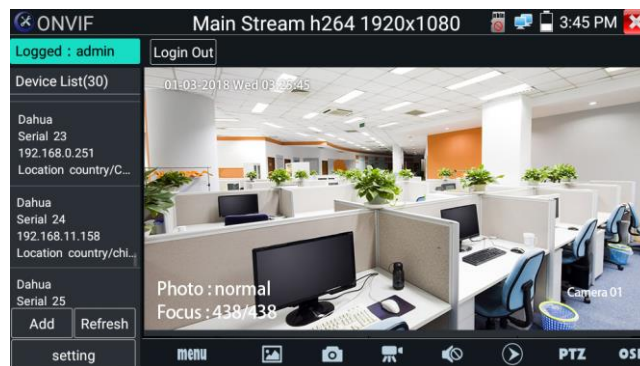 ONVIF
Main Stream h264 1920x1080
3:45 PM
Logged : admin
Login Out
Device List(30)
01-03-2018 Wed 03:25:45
Dahua
Serial 23
192.168.0.251
Location country/C...
Dahua
Serial 24
192.168.11.158
Location country/chi...
Dahua
Serial 25
Photo : normal
Focus : 438/438
Camera 01
Add
Refresh
setting
menu
PTZ
OSD